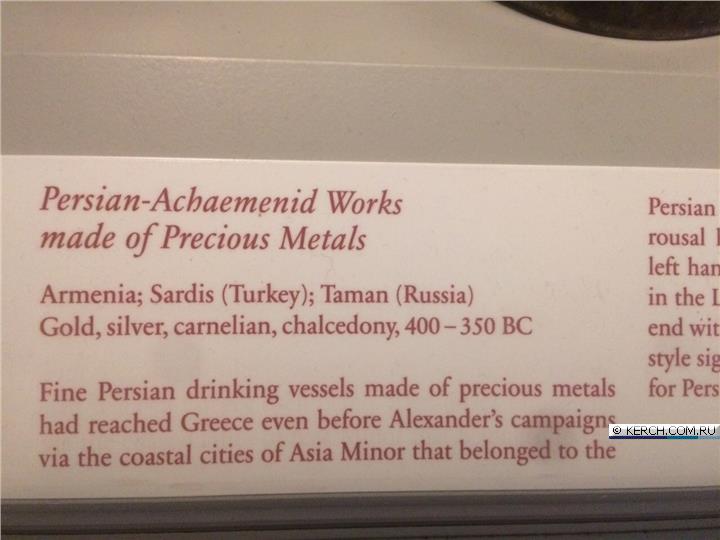 Persian-Achaemenid Works
made of Precious Metals
Armenia; Sardis (Turkey); Taman (Russia)
Gold, silver, carnelian, chalcedony, 400–350 BC
Fine Persian drinking vessels made of precious metals
had reached Greece even before Alexander's campaigns
via the coastal cities of Asia Minor that belonged to the
Persian
rousal
left han
in the L
end wit
style sig
for Pers
© KERCH.COM.RU